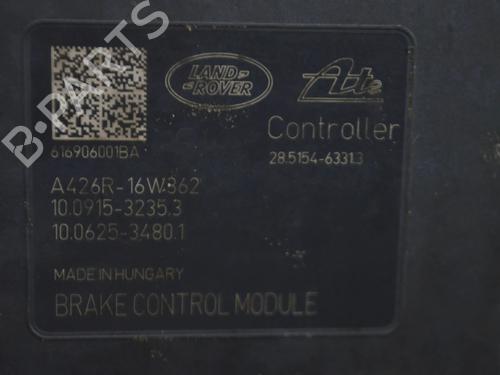 LAND
ROVER
Ate
616906001BA
Controller
28.5154-6331.3
A426R-16W862
10.0915-3235.3
10.0625-3480.1
MADE IN HUNGARY
BRAKE CONTROL MODULE
B-PARTS